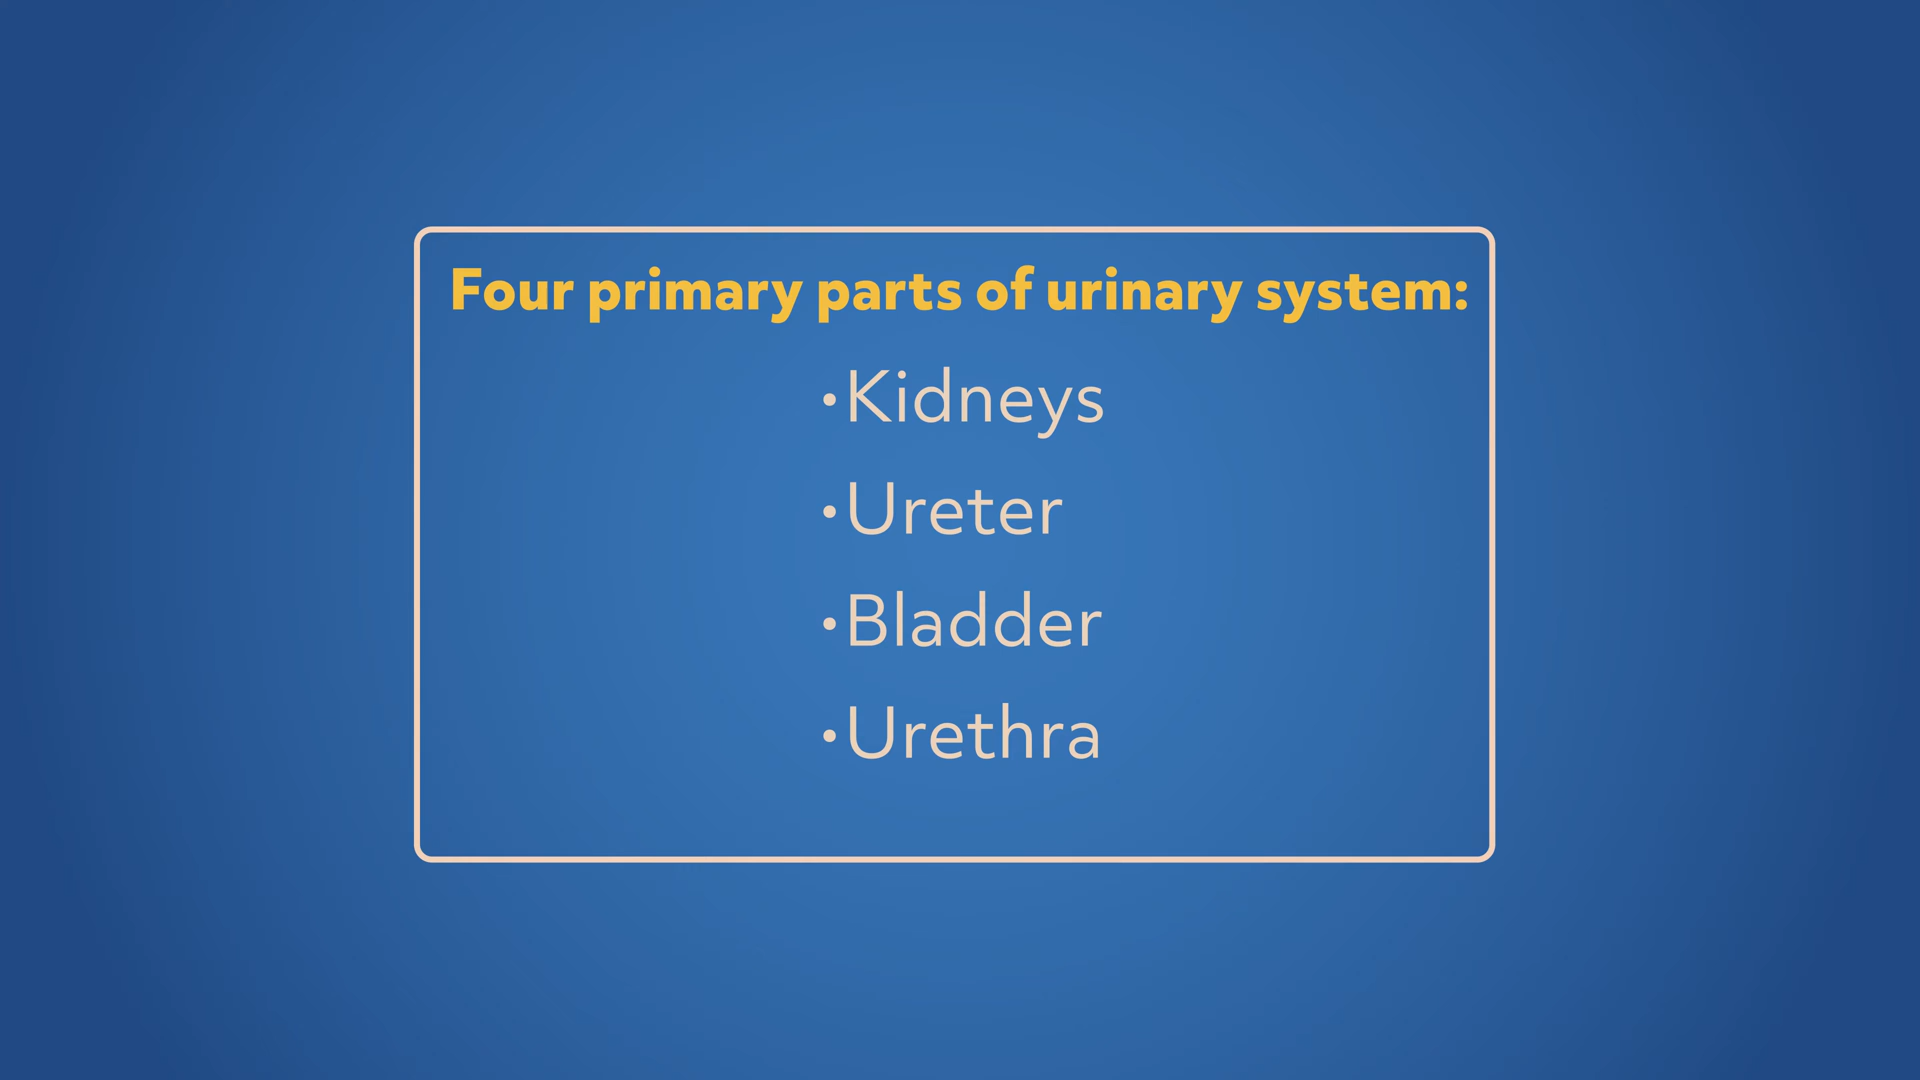 Four primary parts of urinary system:
•Kidneys
•Ureter
•Bladder
•Urethra